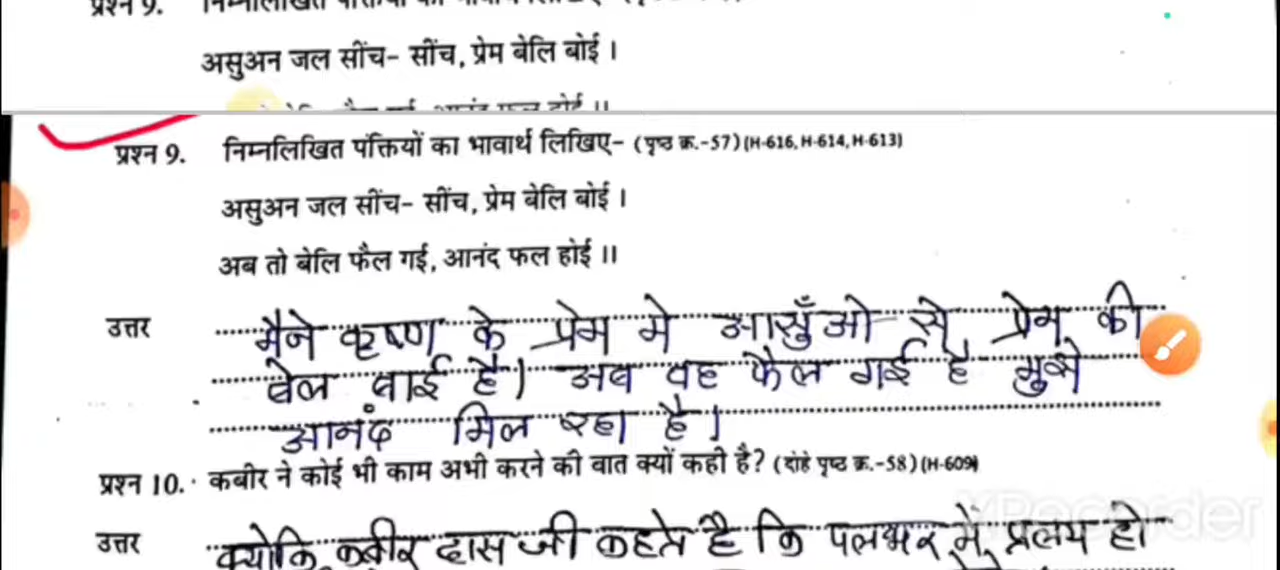 असुअन जल सींच- सींच, प्रेम बेलि बोई ।
प्रश्न 9. निम्नलिखित पंक्तियों का भावार्थ लिखिए- (पृष्ठ क्र.-57) (H-616, H-614, H-613)
असुअन जल सींच- सींच, प्रेम बेलि बोई ।
अब तो बेलि फैल गई, आनंद फल होई ।।
उत्तर मैने कृष्ण के प्रेम मे आसुँओ से प्रेम की
बेल बाई है। अब वह फैल गई है मुझे
आनंद मिल रहा है।
प्रश्न 10. कबीर ने कोई भी काम अभी करने की बात क्यों कही है? (दोहे पृष्ठ क्र.-58) (H-609)
उत्तर क्योकि कबीर दास जी कहते है कि पलभर में प्रलय हो
XRecorder